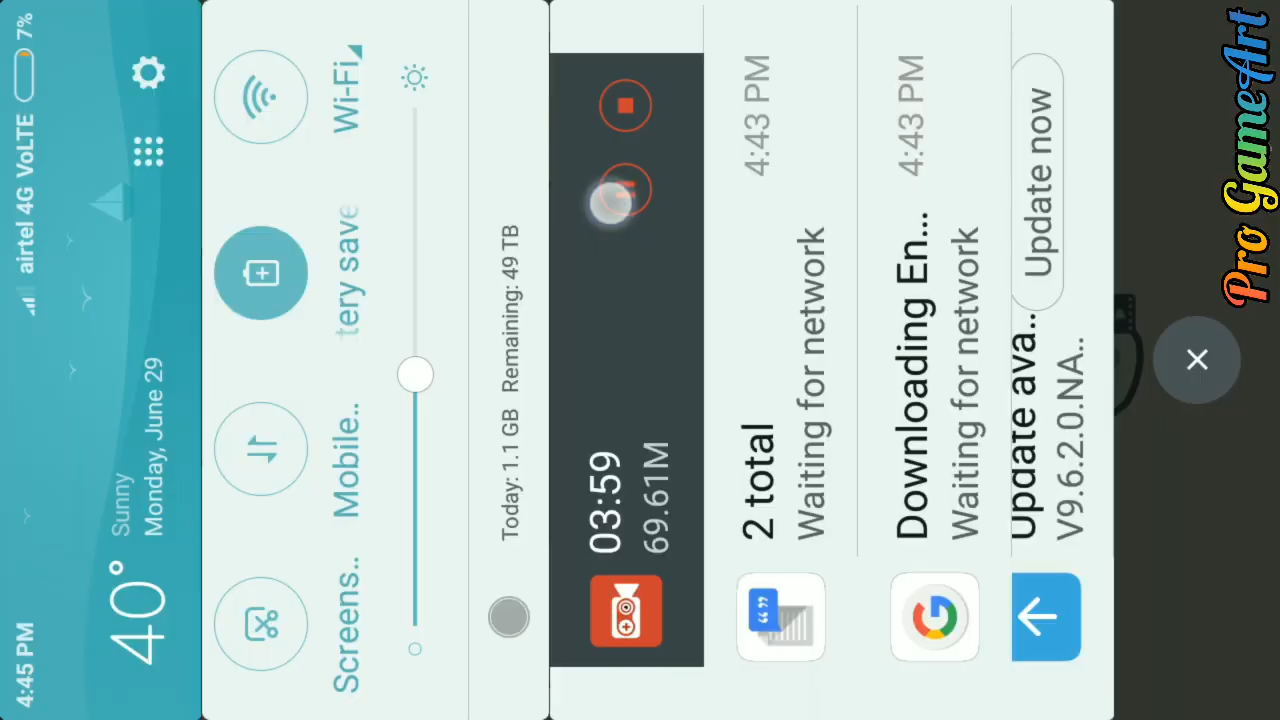 4:45 PM
airtel 4G VoLTE
7%
40°
Sunny
Monday, June 29
Screens..
Mobile..
tery save
Wi-Fi
Today: 1.1 GB Remaining: 49 TB
03:59
69.61M
2 total
4:43 PM
Waiting for network
Downloading En...
4:43 PM
Waiting for network
Update ava..
V9.6.2.0.NA..
Update now
Pro GameArt